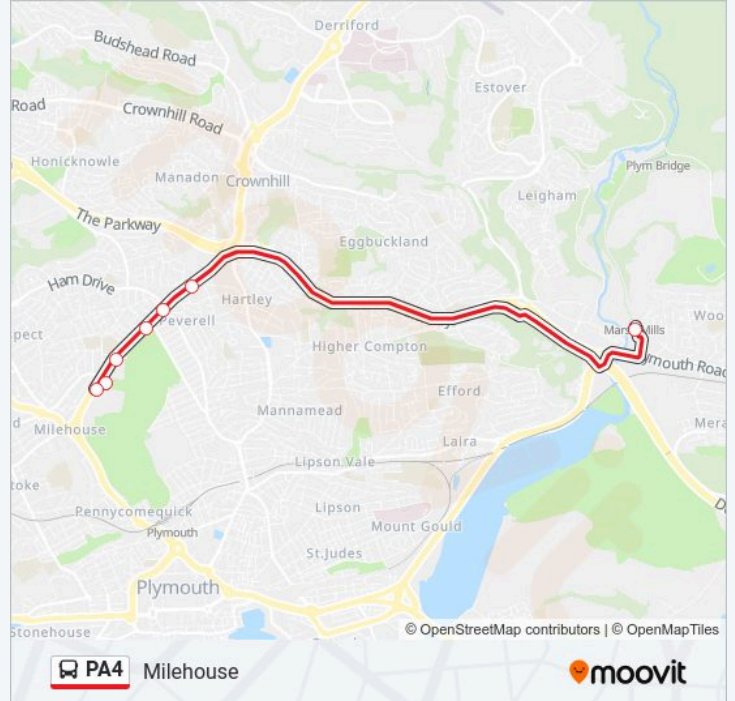 Derriford
Budshead Road
Estover
Road
Crownhill Road
Honicknowle
Plym Bridge
Manadon
Crownhill
Leigham
The Parkway
Eggbuckland
Ham Drive
Hartley
Woo
Peverell
Mars Mills
pect
Higher Compton
ymouth Road
Efford
Mannamead
Mera
d
Milehouse
Laira
Lipson Vale
toke
Pennycomequick
Lipson
Plymouth
Mount Gould
St.Judes
Plymouth
Stonehouse
© OpenStreetMap contributors | © OpenMapTiles
PA4 Milehouse
moovit